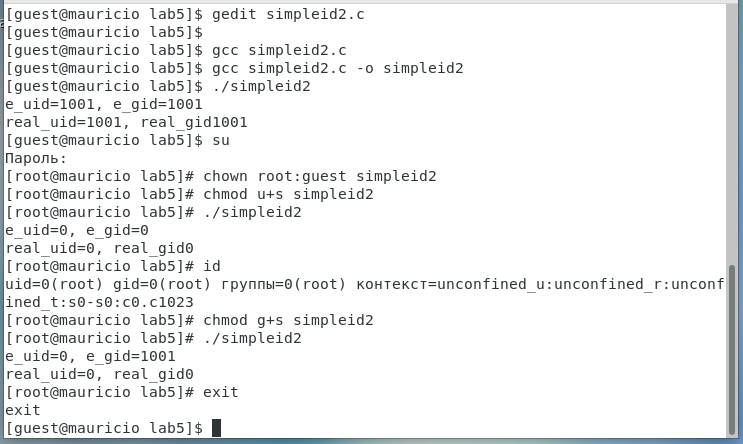 [guest@mauricio lab5]$ gedit simpleid2.c
[guest@mauricio lab5]$
[guest@mauricio lab5]$ gcc simpleid2.c
[guest@mauricio lab5]$ gcc simpleid2.c -o simpleid2
[guest@mauricio lab5]$ ./simpleid2
e_uid=1001, e_gid=1001
real_uid=1001, real_gid1001
[guest@mauricio lab5]$ su
Пароль:
[root@mauricio lab5]# chown root:guest simpleid2
[root@mauricio lab5]# chmod u+s simpleid2
[root@mauricio lab5]# ./simpleid2
e_uid=0, e_gid=0
real_uid=0, real_gid0
[root@mauricio lab5]# id
uid=0(root) gid=0(root) группы=0(root) контекст=unconfined_u:unconfined_r:unconf
ined_t:s0-s0:c0.c1023
[root@mauricio lab5]# chmod g+s simpleid2
[root@mauricio lab5]# ./simpleid2
e_uid=0, e_gid=1001
real_uid=0, real_gid0
[root@mauricio lab5]# exit
exit
[guest@mauricio lab5]$